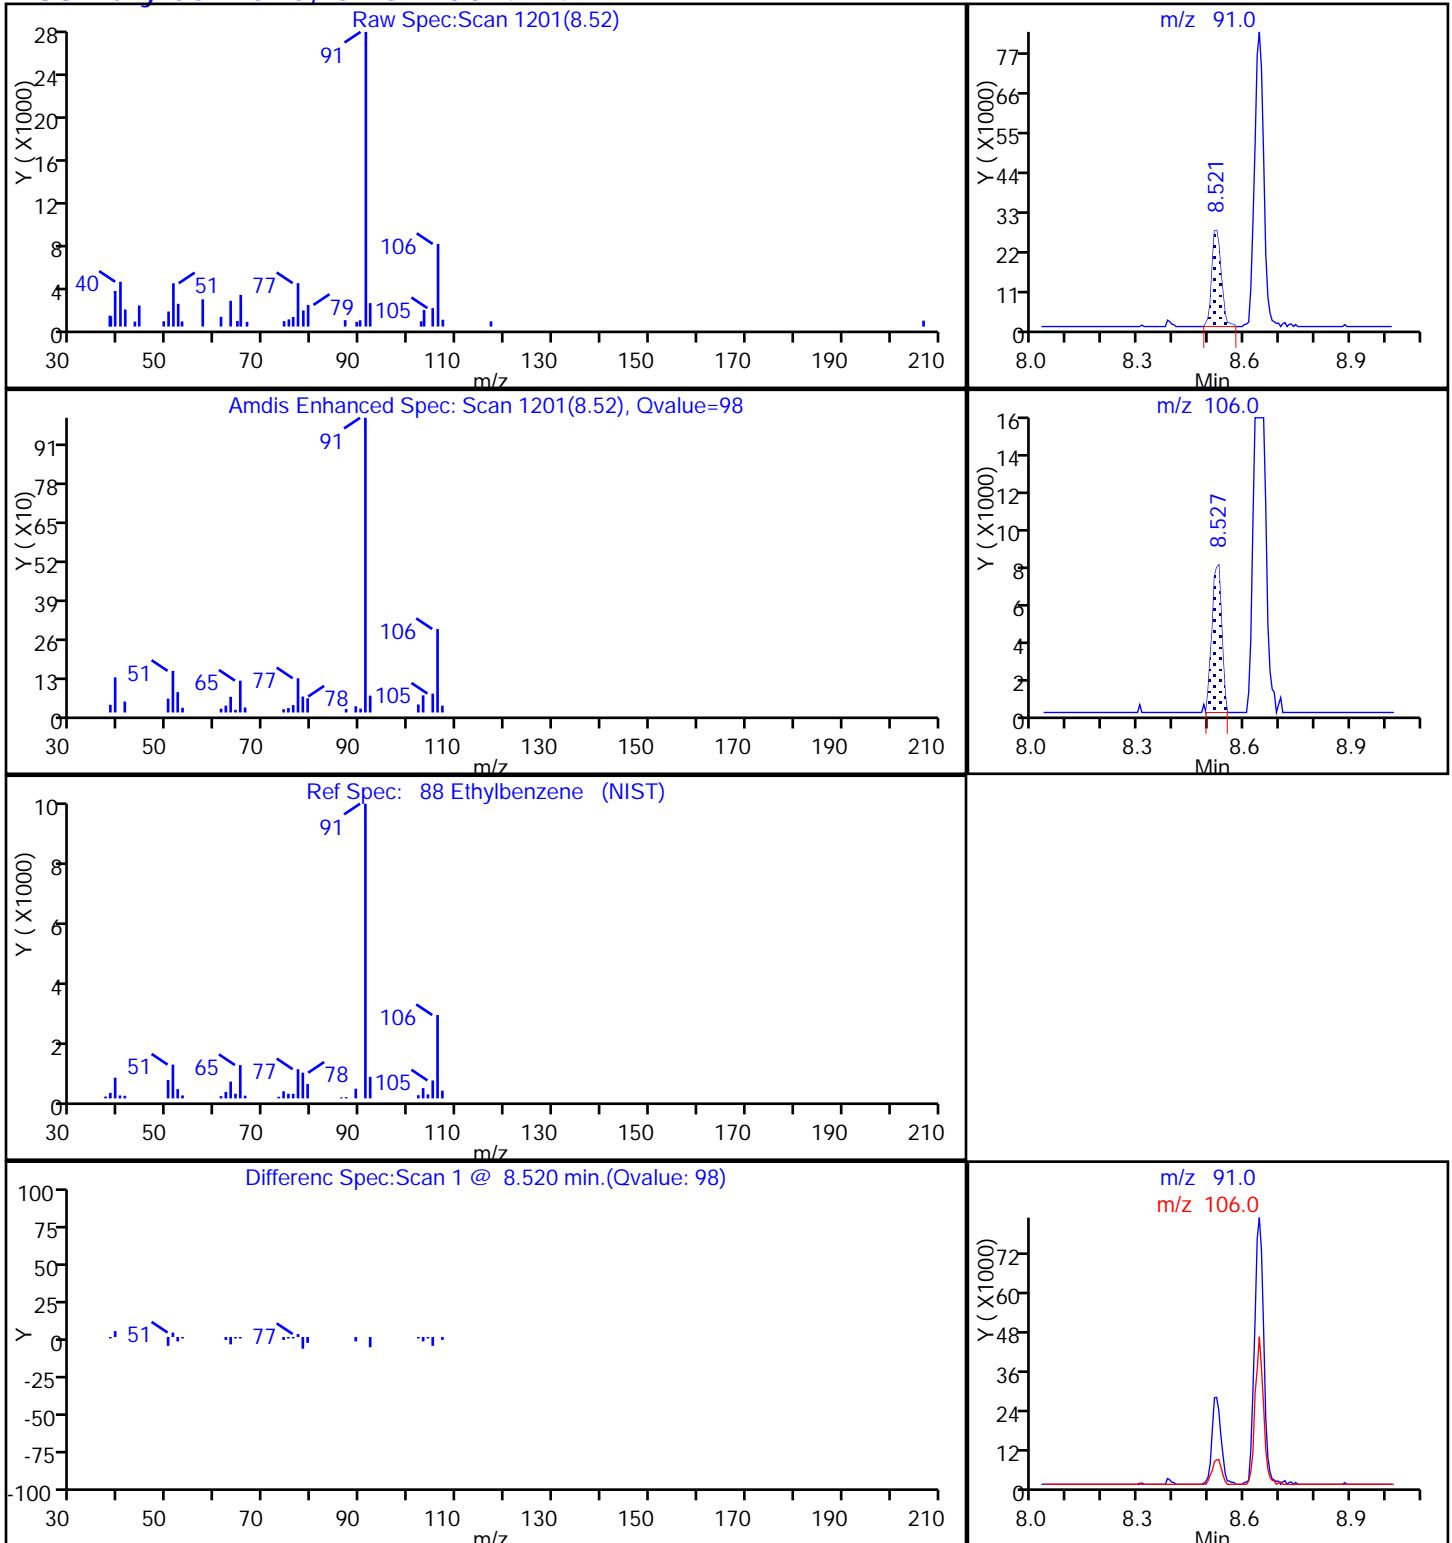 Raw Spec:Scan 1201(8.52)
28
24
20
16
12
8
4
0
Y ( X1000)
91
106
40
51
77
79
105
30 50 70 90 110 130 150 170 190 210
m/z
m/z 91.0
77
66
55
44
33
22
11
0
Y ( X1000)
8.521
8.0 8.3 8.6 8.9
Min
Amdis Enhanced Spec: Scan 1201(8.52), Qvalue=98
91
78
65
52
39
26
13
0
Y ( X10)
91
106
51
65
77
78
105
30 50 70 90 110 130 150 170 190 210
m/z
m/z 106.0
16
14
12
10
8
6
4
2
0
Y ( X1000)
8.527
8.0 8.3 8.6 8.9
Min
Ref Spec: 88 Ethylbenzene (NIST)
10
8
6
4
2
0
Y ( X1000)
91
106
51
65
77
78
105
30 50 70 90 110 130 150 170 190 210
m/z
Differenc Spec:Scan 1 @ 8.520 min.(Qvalue: 98)
100
75
50
25
0
-25
-50
-75
-100
Y
51
77
30 50 70 90 110 130 150 170 190 210
m/z
m/z 91.0
m/z 106.0
72
60
48
36
24
12
0
Y ( X1000)
8.0 8.3 8.6 8.9
Min